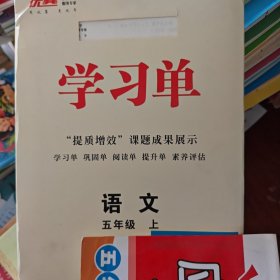 学习单
“提质增效”课题成果展示
学习单 巩固单 阅读单 提升单 素养评估
语文
五年级 上